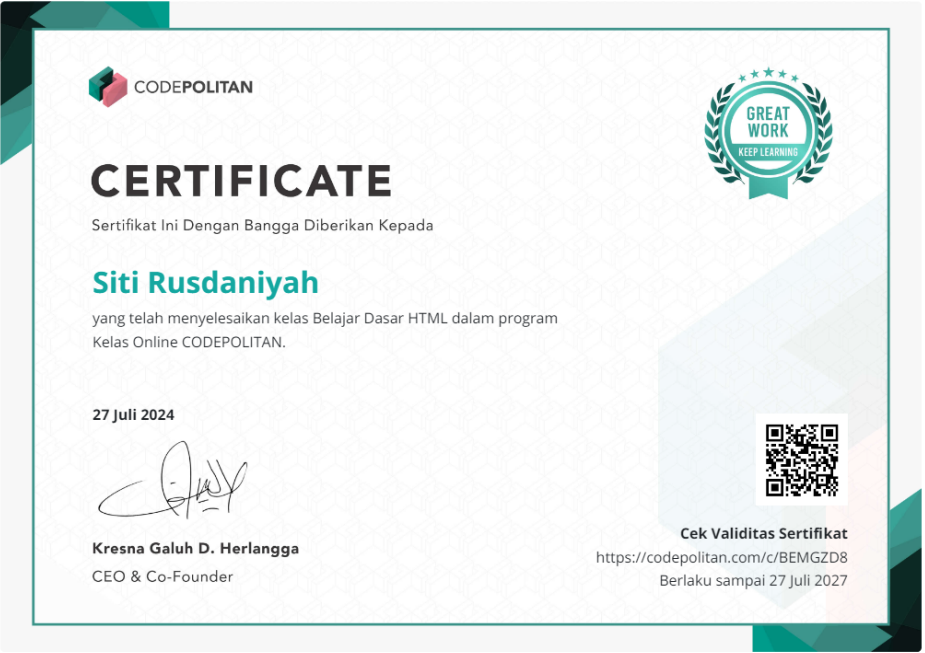 CODEPOLITAN
GREAT
WORK
KEEP LEARNING
CERTIFICATE
Sertifikat Ini Dengan Bangga Diberikan Kepada
Siti Rusdaniyah
yang telah menyelesaikan kelas Belajar Dasar HTML dalam program
Kelas Online CODEPOLITAN.
27 Juli 2024
Kresna Galuh D. Herlangga
CEO & Co-Founder
Cek Validitas Sertifikat
https://codepolitan.com/c/BEMGZD8
Berlaku sampai 27 Juli 2027